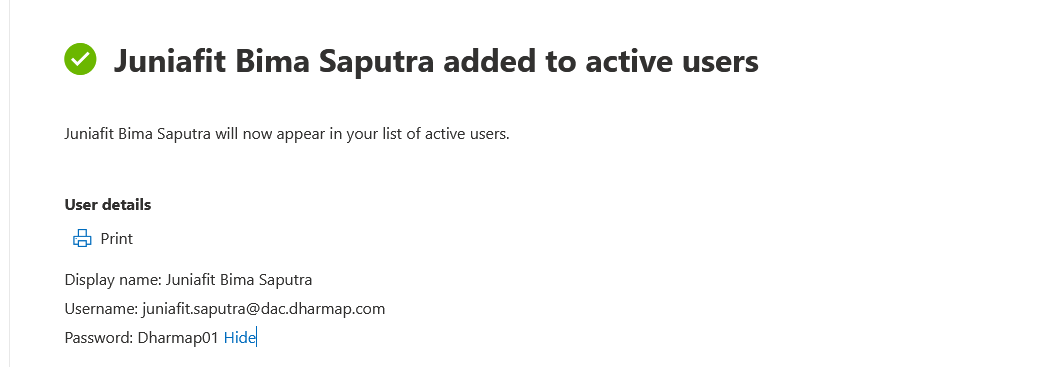 Juniafit Bima Saputra added to active users
Juniafit Bima Saputra will now appear in your list of active users.
User details
Print
Display name: Juniafit Bima Saputra
Username: juniafit.saputra@dac.dharmap.com
Password: Dharmap01 Hide